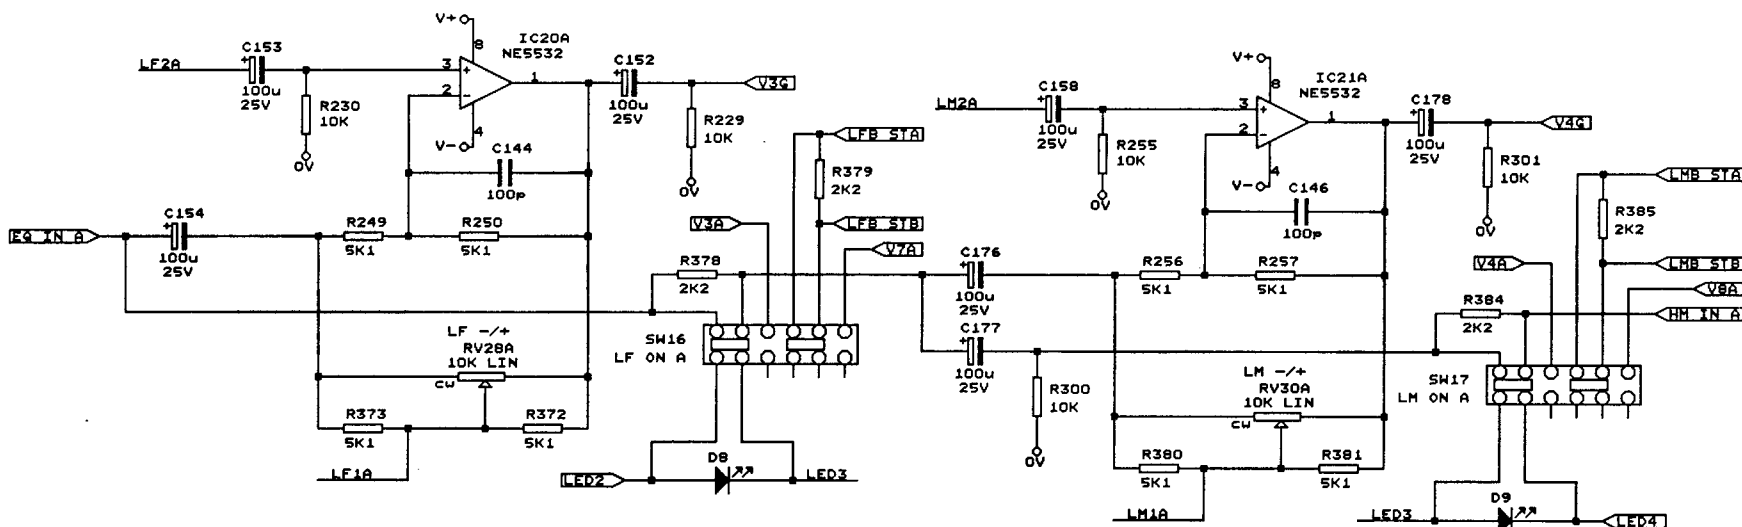 V+
8
IC20A
NE5532
LF2A
C153
100u
25V
3
+
2
-
1
C152
100u
25V
V3G
R230
10K
0V
V-
4
C144
100p
R229
10K
0V
LFB STA
R379
2K2
LFB STB
V3A
V7A
EQ IN A
C154
100u
25V
R249
5K1
R250
5K1
R378
2K2
SW16
LF ON A
LF -/+
RV28A
10K LIN
CW
R373
5K1
R372
5K1
LF1A
LED2
D8
LED3
V+
8
IC21A
NE5532
LM2A
C158
100u
25V
3
+
2
-
1
C178
100u
25V
V4G
R255
10K
0V
V-
4
C146
100p
R301
10K
0V
LMB STA
R385
2K2
LMB STB
V4A
V8A
C176
100u
25V
R256
5K1
R257
5K1
R384
2K2
HM IN A
C177
100u
25V
R300
10K
0V
SW17
LM ON A
LM -/+
RV30A
10K LIN
CW
R380
5K1
R381
5K1
LM1A
LED3
D9
LED4